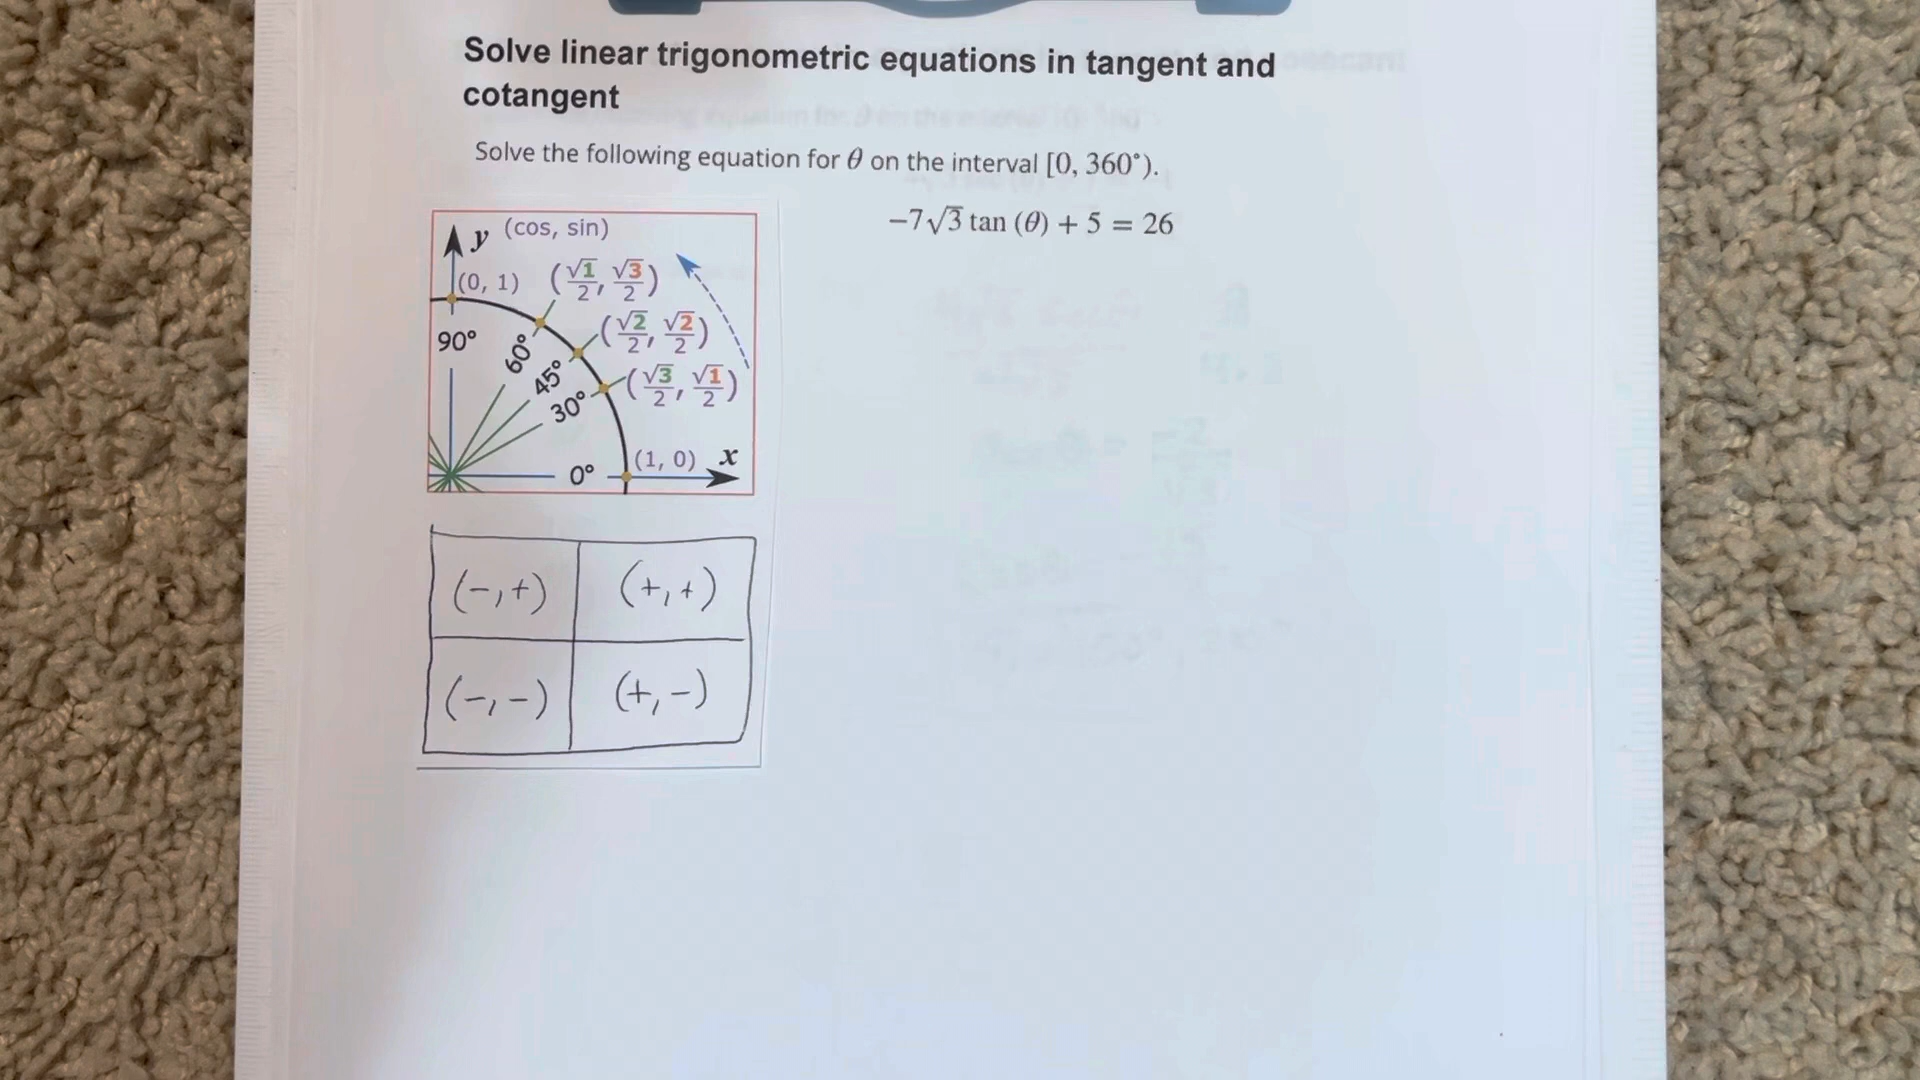 Solve linear trigonometric equations in tangent and
cotangent
Solve the following equation for θ on the interval [0, 360°).
−7√3 tan (θ) + 5 = 26
y (cos, sin)
(0, 1) (√1/2, √3/2)
(√2/2, √2/2)
(√3/2, √1/2)
90°
60°
45°
30°
0° (1, 0) x
(-,+) (+,+)
(-,-) (+,-)